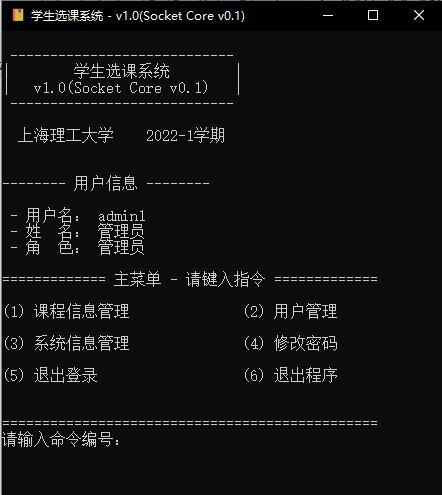 学生选课系统 - v1.0(Socket Core v0.1)
----------------------------
| 学生选课系统 |
| v1.0(Socket Core v0.1) |
----------------------------
上海理工大学 2022-1学期
-------- 用户信息 --------
- 用户名: admin1
- 姓 名: 管理员
- 角 色: 管理员
============= 主菜单 - 请键入指令 =============
(1) 课程信息管理 (2) 用户管理
(3) 系统信息管理 (4) 修改密码
(5) 退出登录 (6) 退出程序
===============================================
请输入命令编号: